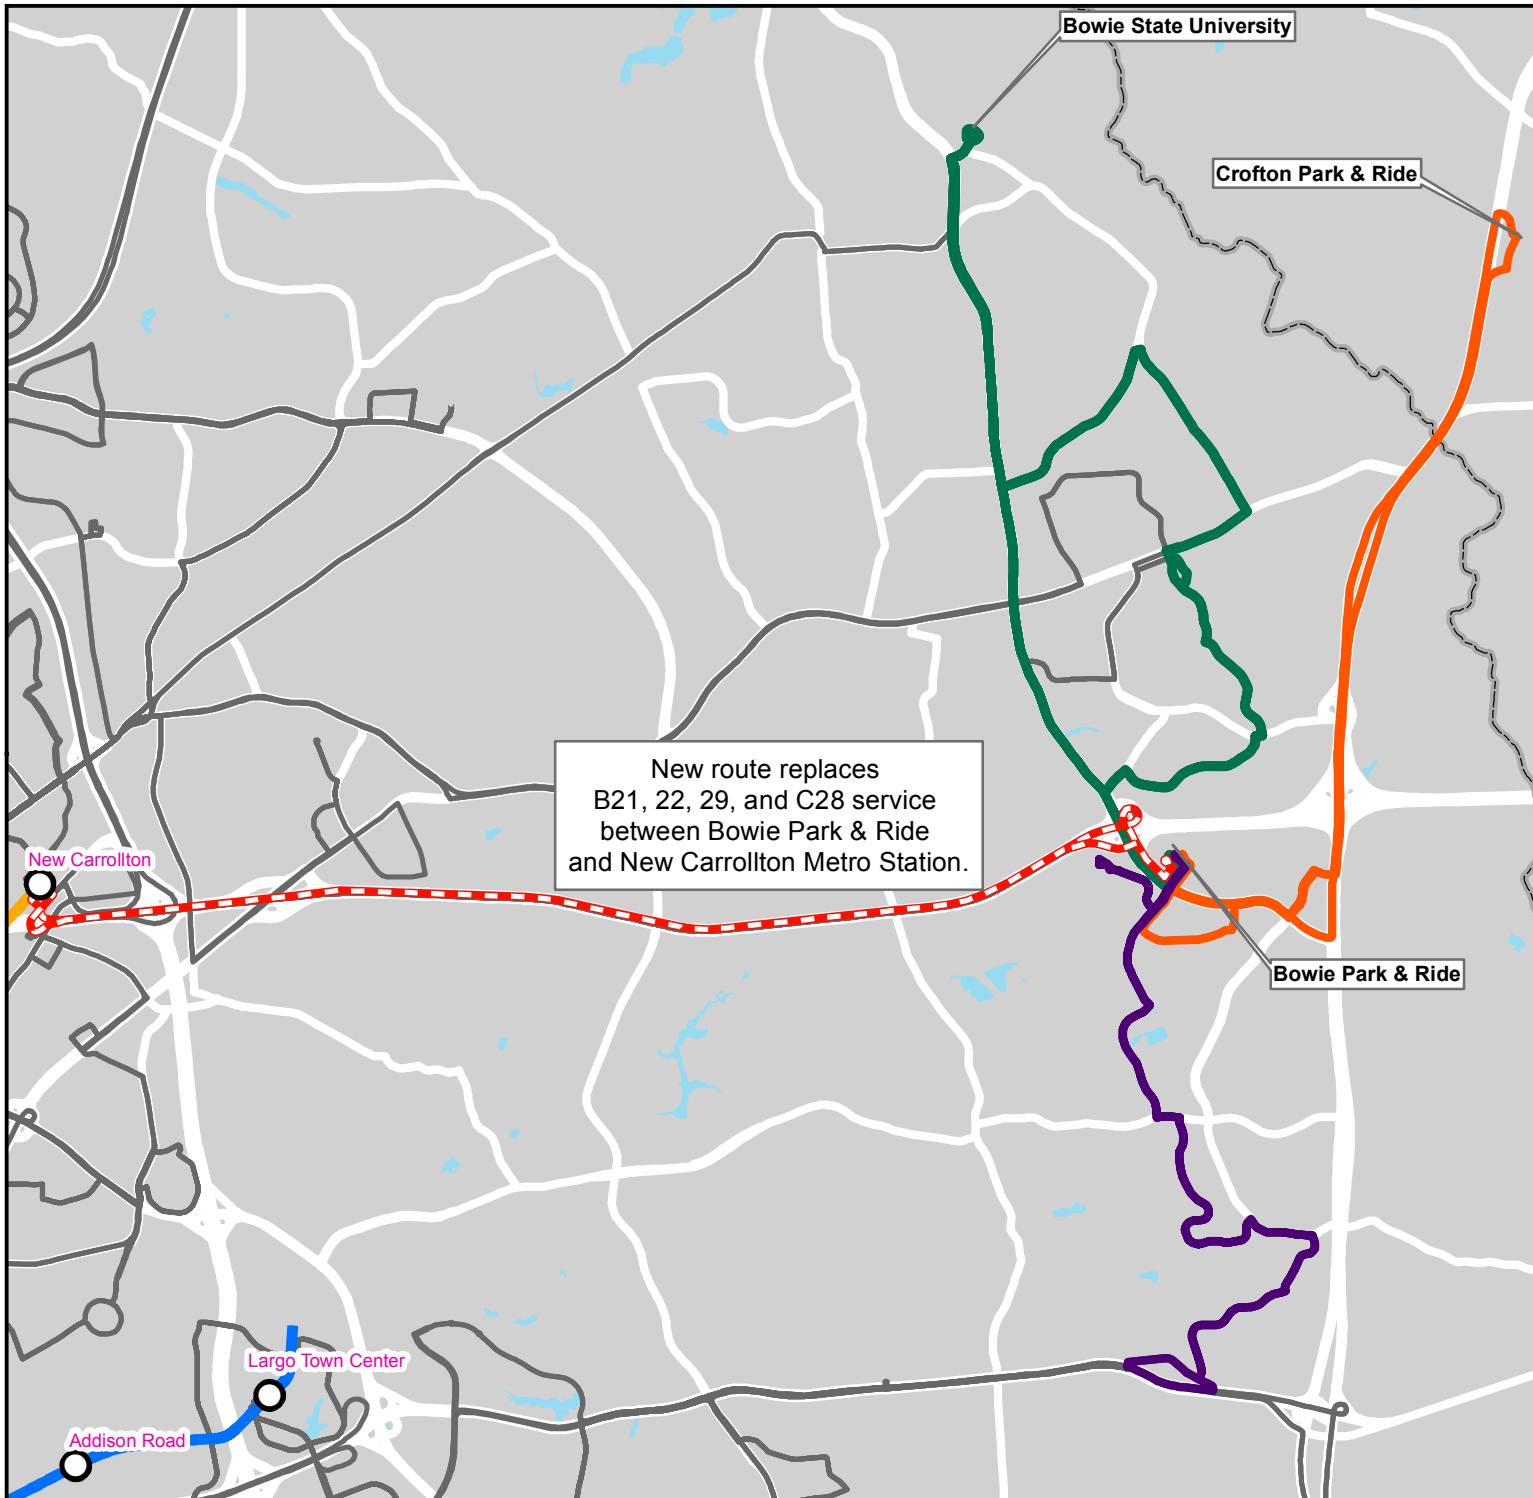 Bowie State University
Crofton Park & Ride
New route replaces
B21, 22, 29, and C28 service
between Bowie Park & Ride
and New Carrollton Metro Station.
New Carrollton
Bowie Park & Ride
Largo Town Center
Addison Road